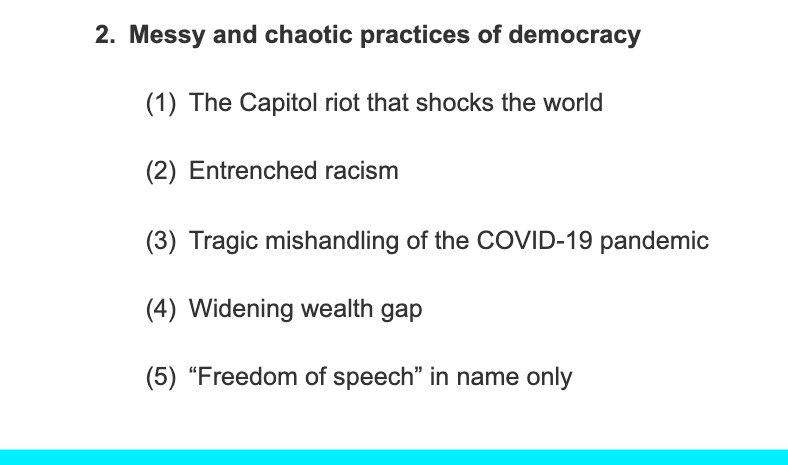 2. Messy and chaotic practices of democracy
(1) The Capitol riot that shocks the world
(2) Entrenched racism
(3) Tragic mishandling of the COVID-19 pandemic
(4) Widening wealth gap
(5) “Freedom of speech” in name only